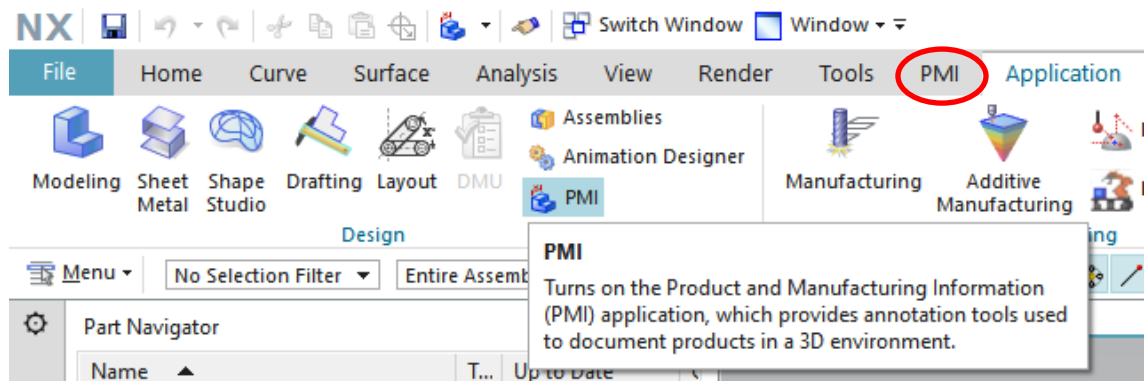 NX Switch Window Window
File Home Curve Surface Analysis View Render Tools PMI Application
Assemblies
Animation Designer
Modeling Sheet Metal Shape Studio Drafting Layout DMU PMI Manufacturing Additive Manufacturing
Design
Menu No Selection Filter Entire Assemb
PMI
Turns on the Product and Manufacturing Information
(PMI) application, which provides annotation tools used
to document products in a 3D environment.
Part Navigator
Name T... Up to Date